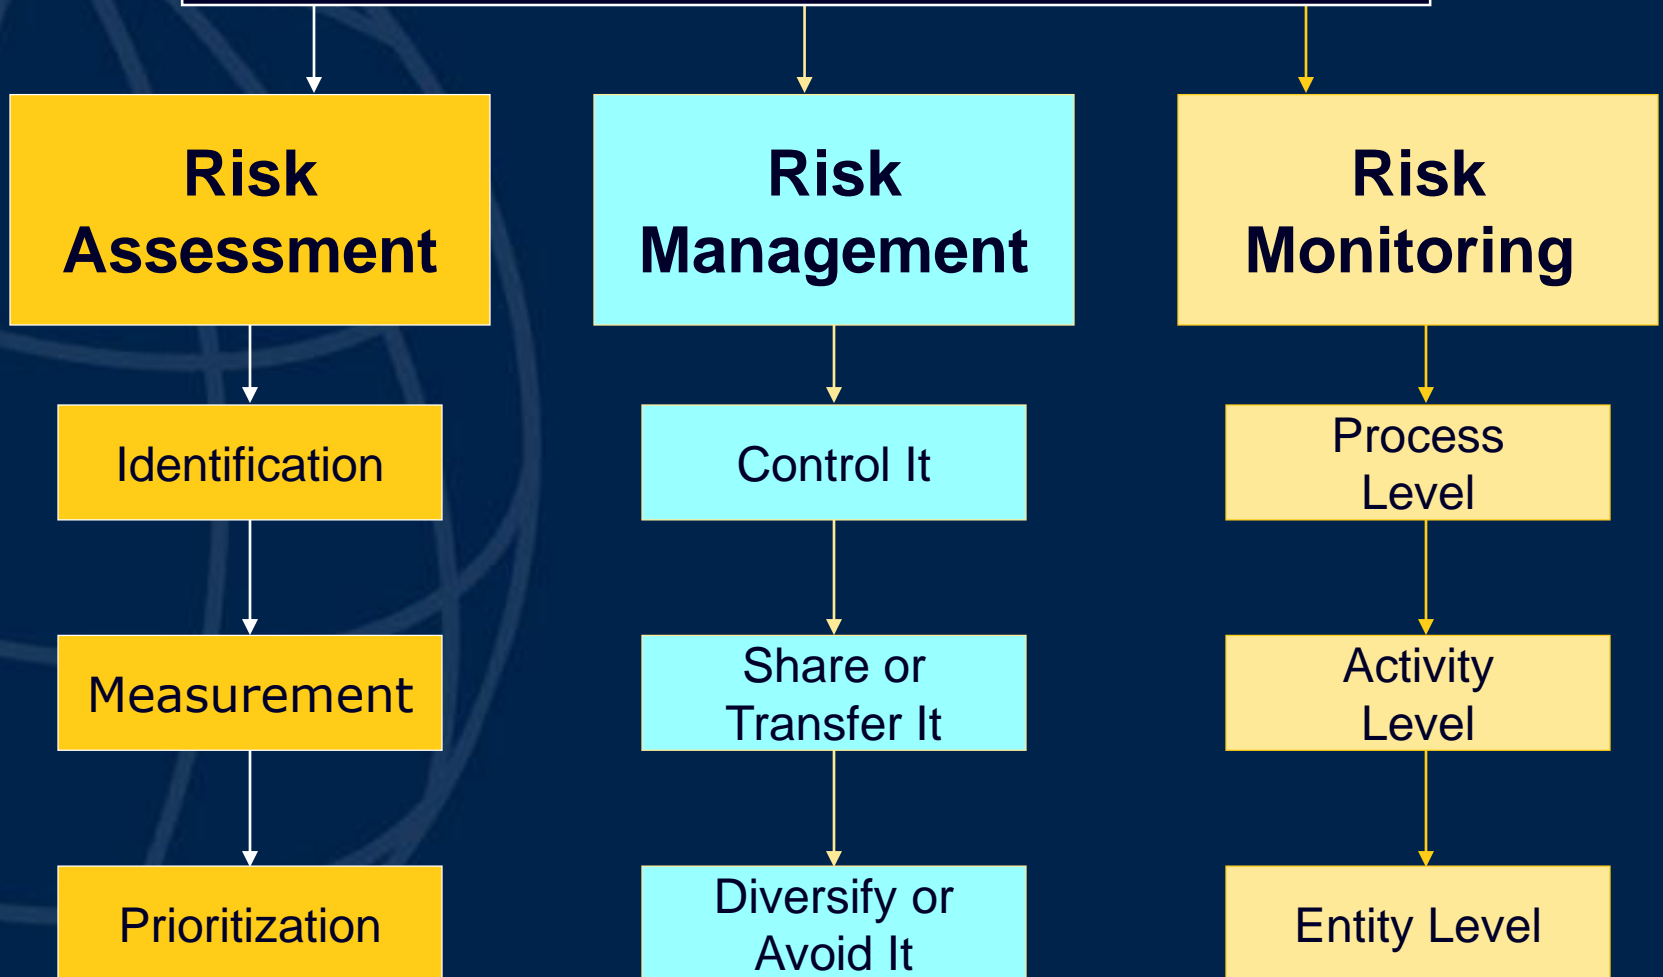 Risk
Assessment
Risk
Management
Risk
Monitoring
Identification
Control It
Process
Level
Measurement
Share or
Transfer It
Activity
Level
Prioritization
Diversify or
Avoid It
Entity Level